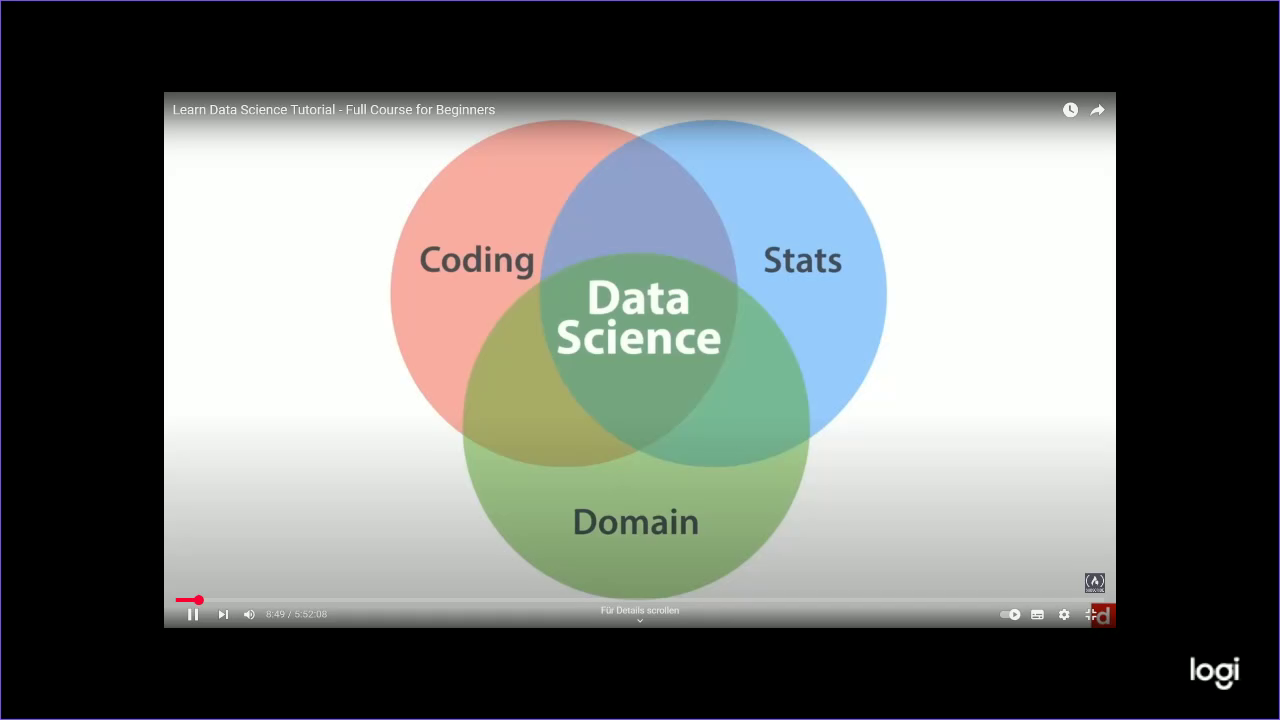 Learn Data Science Tutorial - Full Course for Beginners
Coding
Stats
Data
Science
Domain
8:49 / 5:52:08
Für Details scrollen
d
logi